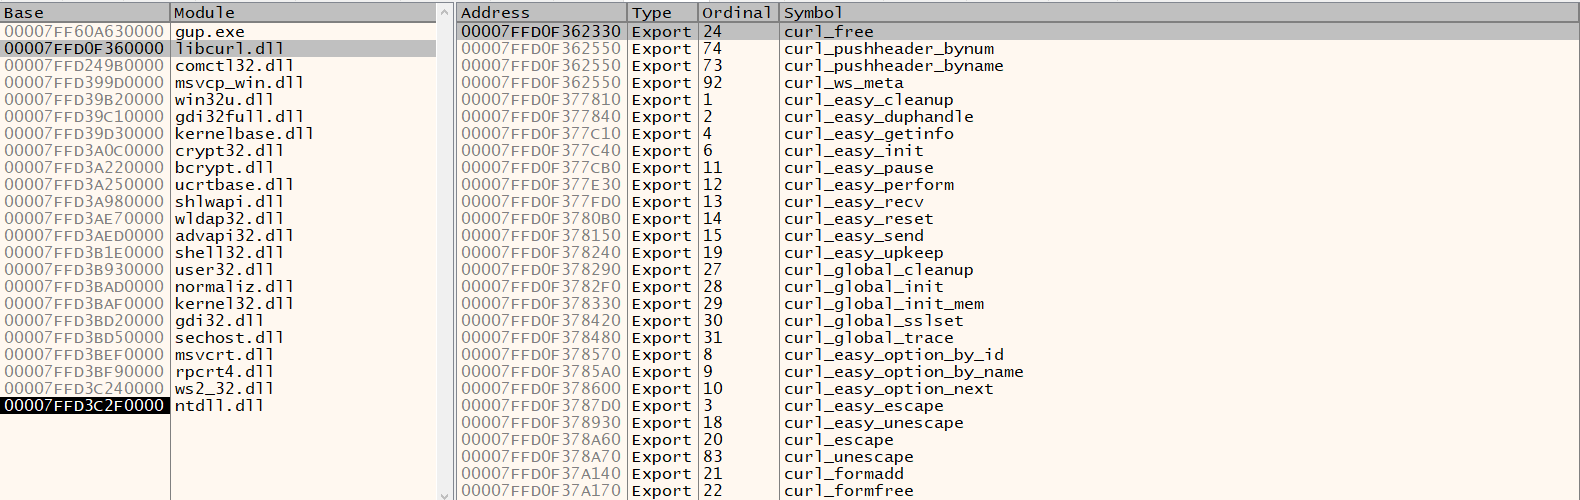 Base Module Address Type Ordinal Symbol
00007FF60A630000 gup.exe 00007FFD0F362330 Export 24 curl_free
00007FFD0F360000 libcurl.dll 00007FFD0F362550 Export 74 curl_pushheader_bynum
00007FFD249B0000 comctl32.dll 00007FFD0F362550 Export 73 curl_pushheader_byname
00007FFD399D0000 msvcp_win.dll 00007FFD0F362550 Export 92 curl_ws_meta
00007FFD39B20000 win32u.dll 00007FFD0F377810 Export 1 curl_easy_cleanup
00007FFD39C10000 gdi32full.dll 00007FFD0F377840 Export 2 curl_easy_duphandle
00007FFD39D30000 kernelbase.dll 00007FFD0F377C10 Export 4 curl_easy_getinfo
00007FFD3A0C0000 crypt32.dll 00007FFD0F377C40 Export 6 curl_easy_init
00007FFD3A220000 bcrypt.dll 00007FFD0F377CB0 Export 11 curl_easy_pause
00007FFD3A250000 ucrtbase.dll 00007FFD0F377E30 Export 12 curl_easy_perform
00007FFD3A980000 shlwapi.dll 00007FFD0F377FD0 Export 13 curl_easy_recv
00007FFD3AE70000 wldap32.dll 00007FFD0F3780B0 Export 14 curl_easy_reset
00007FFD3AED0000 advapi32.dll 00007FFD0F378150 Export 15 curl_easy_send
00007FFD3B1E0000 shell32.dll 00007FFD0F378240 Export 19 curl_easy_upkeep
00007FFD3B930000 user32.dll 00007FFD0F378290 Export 27 curl_global_cleanup
00007FFD3BAD0000 normaliz.dll 00007FFD0F3782F0 Export 28 curl_global_init
00007FFD3BAF0000 kernel32.dll 00007FFD0F378330 Export 29 curl_global_init_mem
00007FFD3BD20000 gdi32.dll 00007FFD0F378420 Export 30 curl_global_sslset
00007FFD3BD50000 sechost.dll 00007FFD0F378480 Export 31 curl_global_trace
00007FFD3BEF0000 msvcrt.dll 00007FFD0F378570 Export 8 curl_easy_option_by_id
00007FFD3BF90000 rpcrt4.dll 00007FFD0F3785A0 Export 9 curl_easy_option_by_name
00007FFD3C240000 ws2_32.dll 00007FFD0F378600 Export 10 curl_easy_option_next
00007FFD3C2F0000 ntdll.dll 00007FFD0F3787D0 Export 3 curl_easy_escape
00007FFD0F378930 Export 18 curl_easy_unescape
00007FFD0F378A60 Export 20 curl_escape
00007FFD0F378A70 Export 83 curl_unescape
00007FFD0F37A140 Export 21 curl_formadd
00007FFD0F37A170 Export 22 curl_formfree